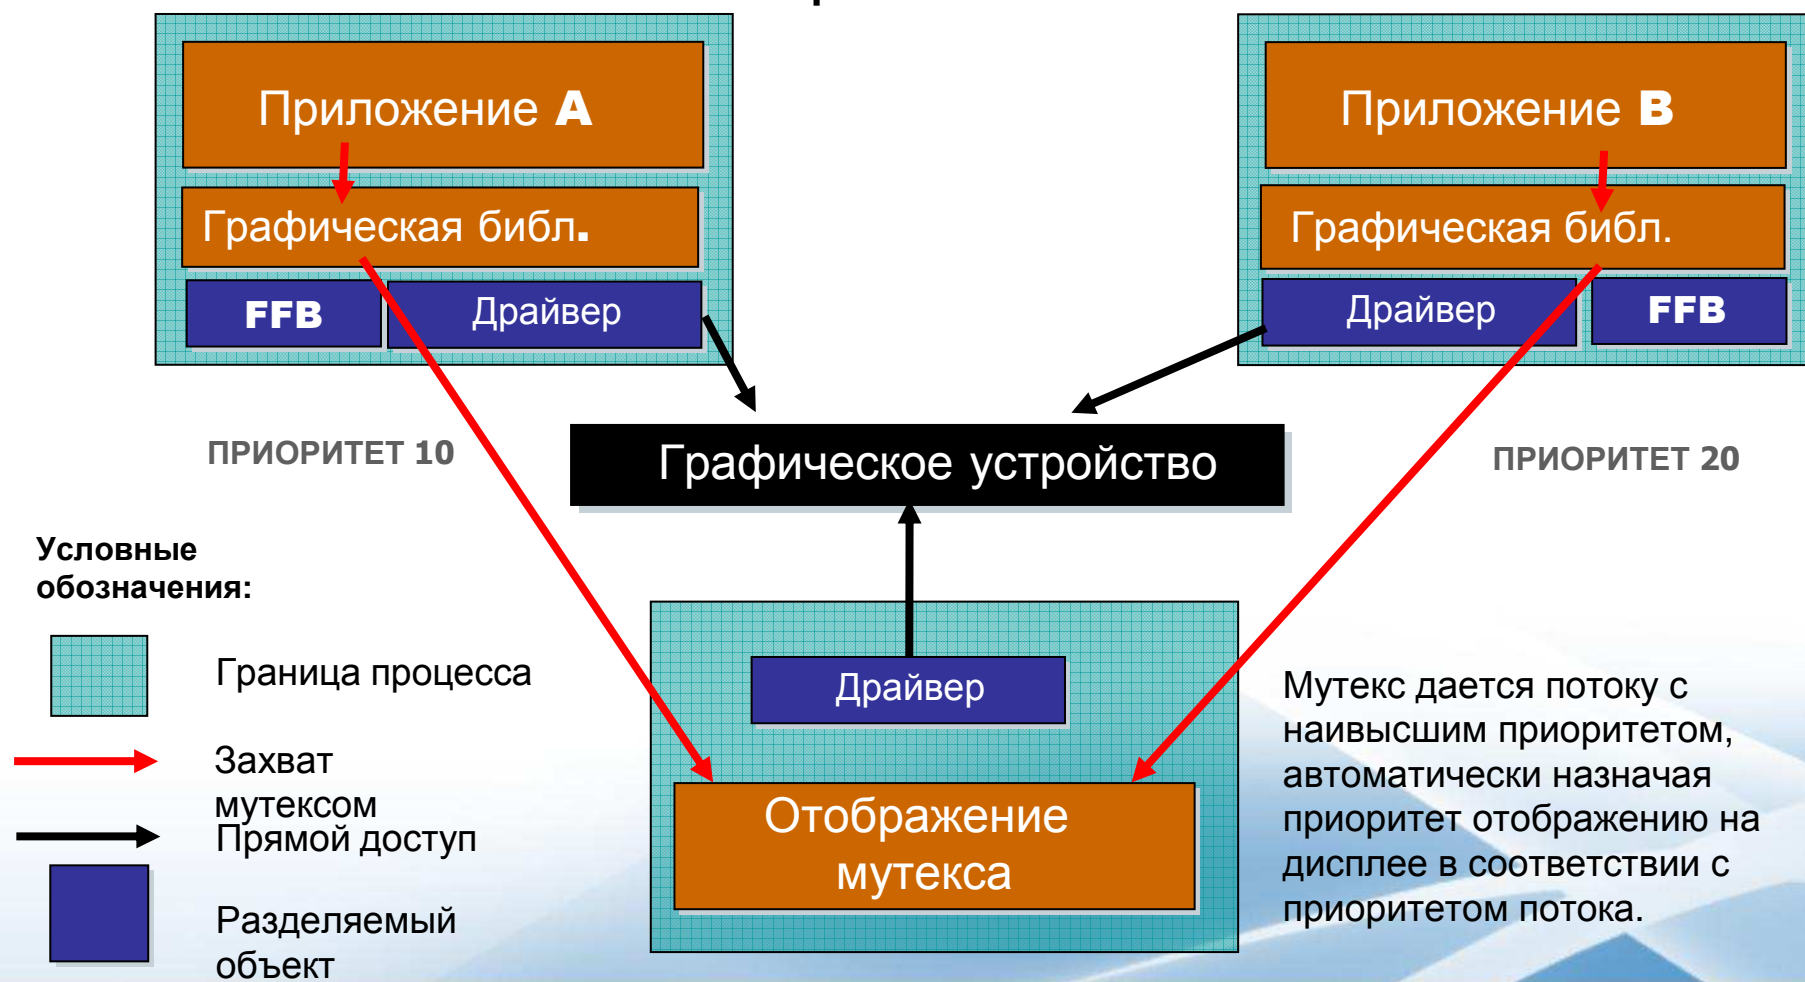 Приложение A
Графическая библ.
FFB
Драйвер
Приложение B
Графическая библ.
Драйвер
FFB
ПРИОРИТЕТ 10
Графическое устройство
ПРИОРИТЕТ 20
Условные
обозначения:
Граница процесса
Захват
мутексом
Прямой доступ
Разделяемый
объект
Драйвер
Отображение
мутекса
Мутекс дается потоку с
наивысшим приоритетом,
автоматически назначая
приоритет отображению на
дисплее в соответствии с
приоритетом потока.